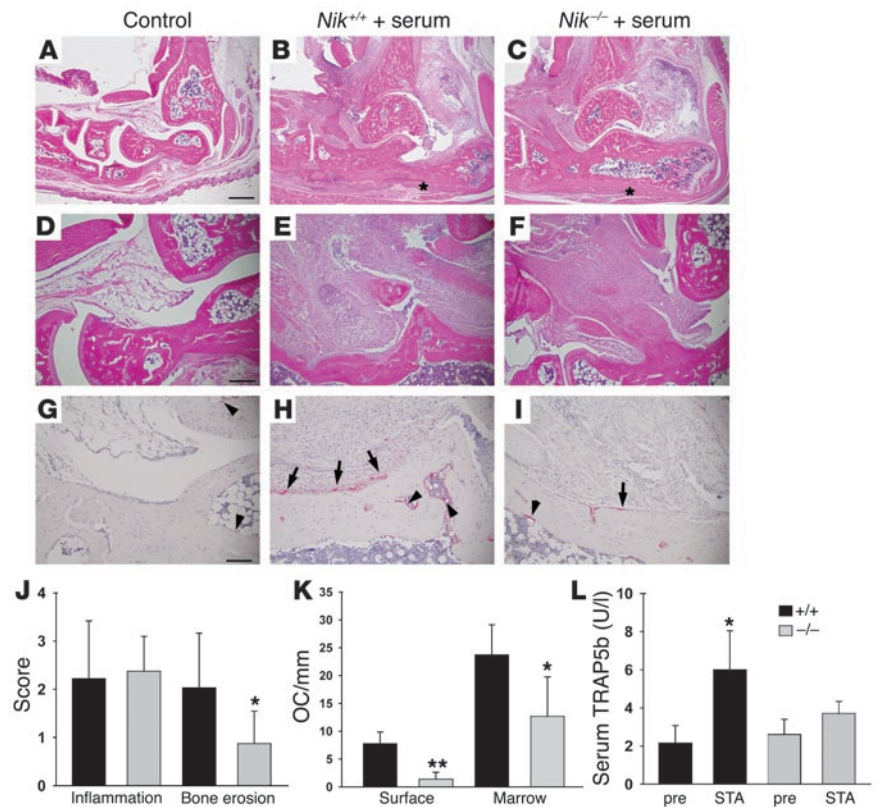 Control
Nik+/+ + serum
Nik–/– + serum
A
B
C
*
*
D
E
F
G
H
I
J
Score
4
3
2
1
0
*
Inflammation
Bone erosion
K
OC/mm
35
30
25
20
15
10
5
0
**
*
Surface
Marrow
L
Serum TRAP5b (U/l)
10
8
6
4
2
0
*
+/+
–/–
pre
STA
pre
STA